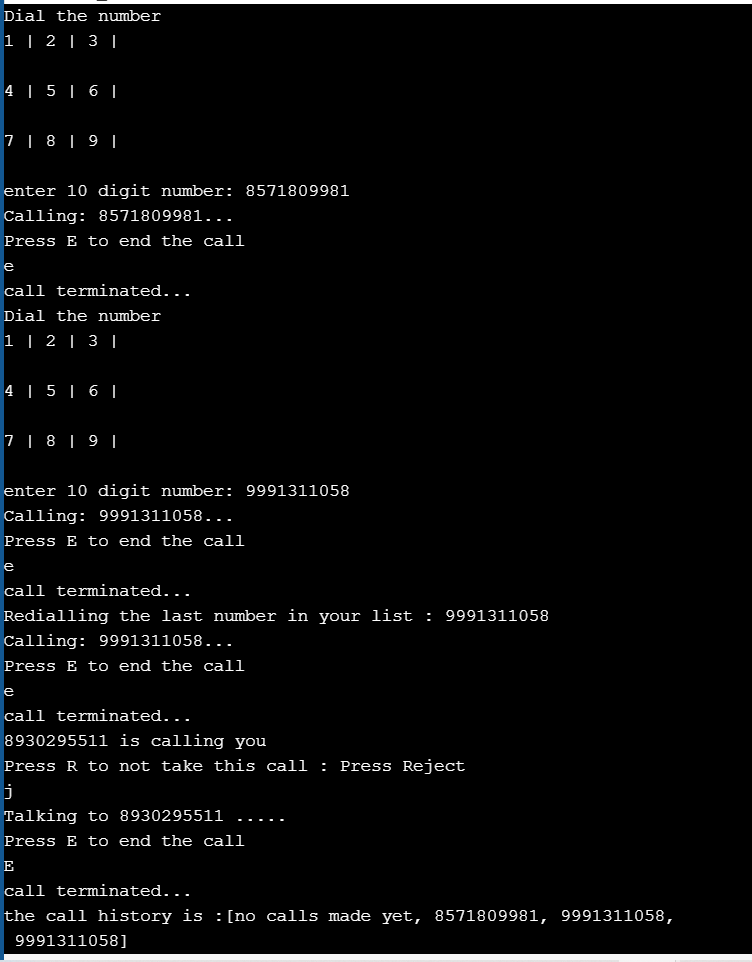 Dial the number
1 | 2 | 3 |
4 | 5 | 6 |
7 | 8 | 9 |
enter 10 digit number: 8571809981
Calling: 8571809981...
Press E to end the call
e
call terminated...
Dial the number
1 | 2 | 3 |
4 | 5 | 6 |
7 | 8 | 9 |
enter 10 digit number: 9991311058
Calling: 9991311058...
Press E to end the call
e
call terminated...
Redialling the last number in your list : 9991311058
Calling: 9991311058...
Press E to end the call
e
call terminated...
8930295511 is calling you
Press R to not take this call : Press Reject
j
Talking to 8930295511 .....
Press E to end the call
E
call terminated...
the call history is :[no calls made yet, 8571809981, 9991311058,
9991311058]